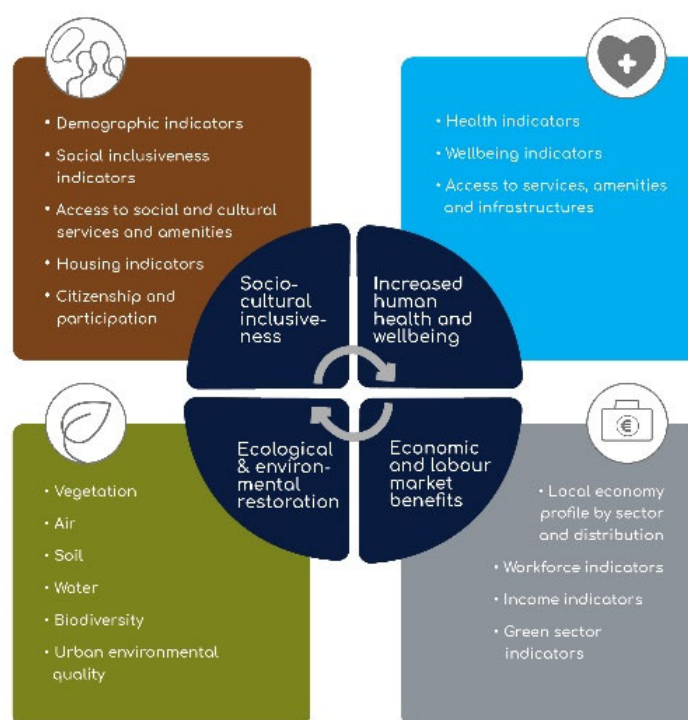 • Demographic indicators
• Social inclusiveness
indicators
• Access to social and cultural
services and amenities
• Housing indicators
• Citizenship and
participation
• Health indicators
• Wellbeing indicators
• Access to services, amenities
and infrastructures
Socio-
cultural
inclusive-
ness
Increased
human
health and
wellbeing
Ecological
& environ-
mental
restoration
Economic
and labour
market
benefits
• Vegetation
• Air
• Soil
• Water
• Biodiversity
• Urban environmental
quality
€
• Local economy
profile by sector
and distribution
• Workforce indicators
• Income indicators
• Green sector
indicators